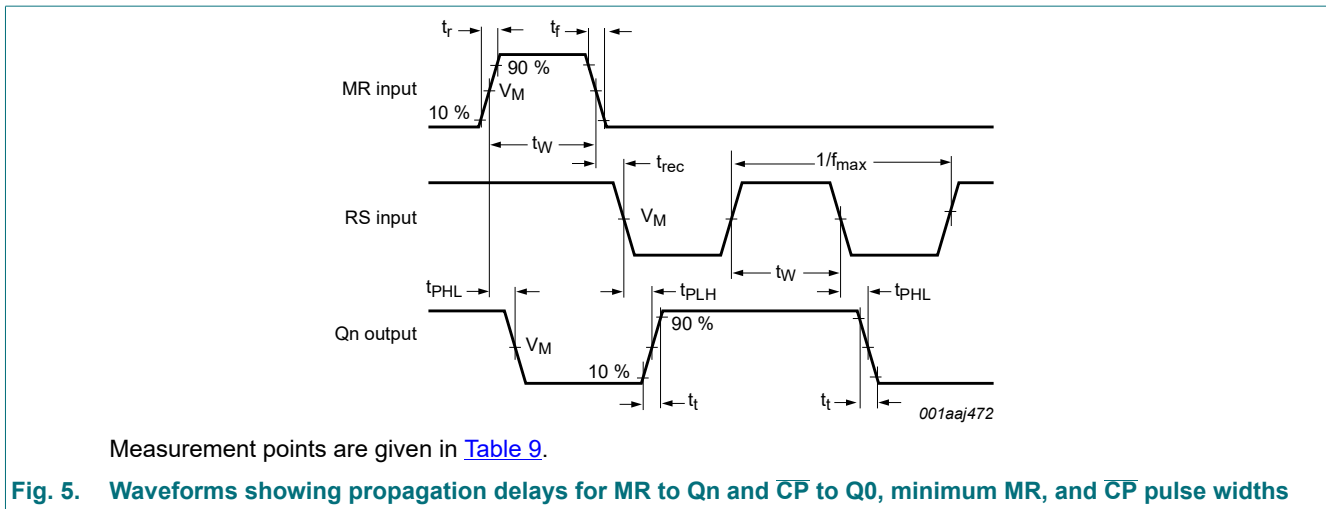 tr
tf
MR input
90 %
VM
10 %
tW
trec
1/fmax
RS input
VM
tW
tPHL
tPLH
tPHL
Qn output
90 %
VM
10 %
tt
tt
001aaj472
Measurement points are given in Table 9.
Fig. 5. Waveforms showing propagation delays for MR to Qn and C̅P̅ to Q0, minimum MR, and C̅P̅ pulse widths